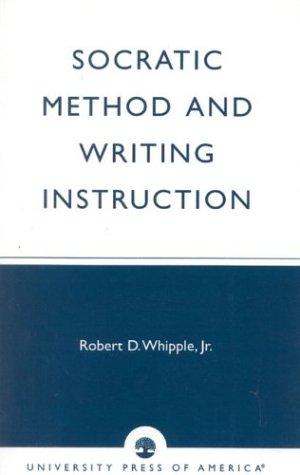 SOCRATIC
METHOD AND
WRITING
INSTRUCTION
Robert D. Whipple, Jr.
UNIVERSITY PRESS OF AMERICA®